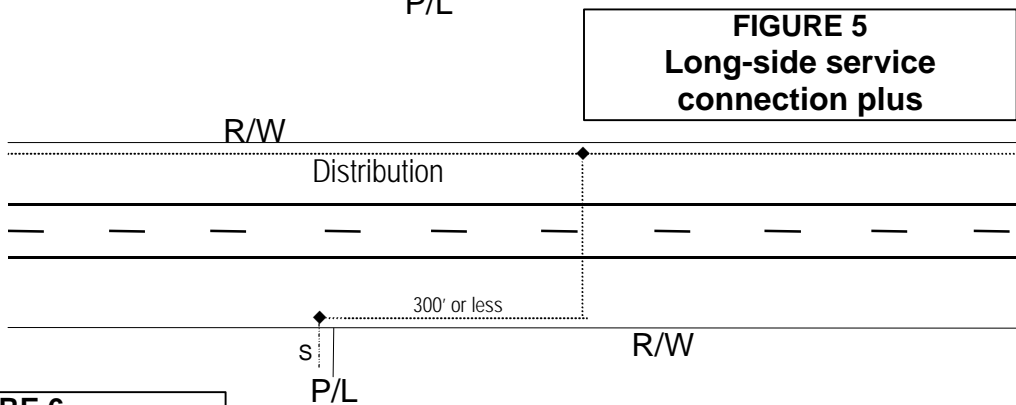 P/L
FIGURE 5
Long-side service
connection plus
R/W
Distribution
300' or less
S
R/W
P/L